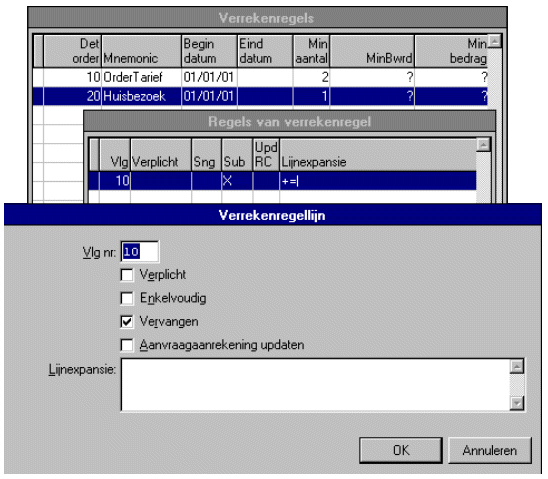 Verrekenregels
Det order Mnemonic Begin datum Eind datum Min aantal MinBwrd Min bedrag
10 OrderTarief 01/01/01 2 ? ?
20 Huisbezoek 01/01/01 1 ? ?
Regels van verrekenregel
Vlg Verplicht Sng Sub Upd RC Lijnexpansie
10 X +=|
Verrekenregellijn
Vlg nr: 10
Verplicht
Enkelvoudig
Vervangen
Aanvraagaanrekening updaten
Lijnexpansie:
OK Annuleren